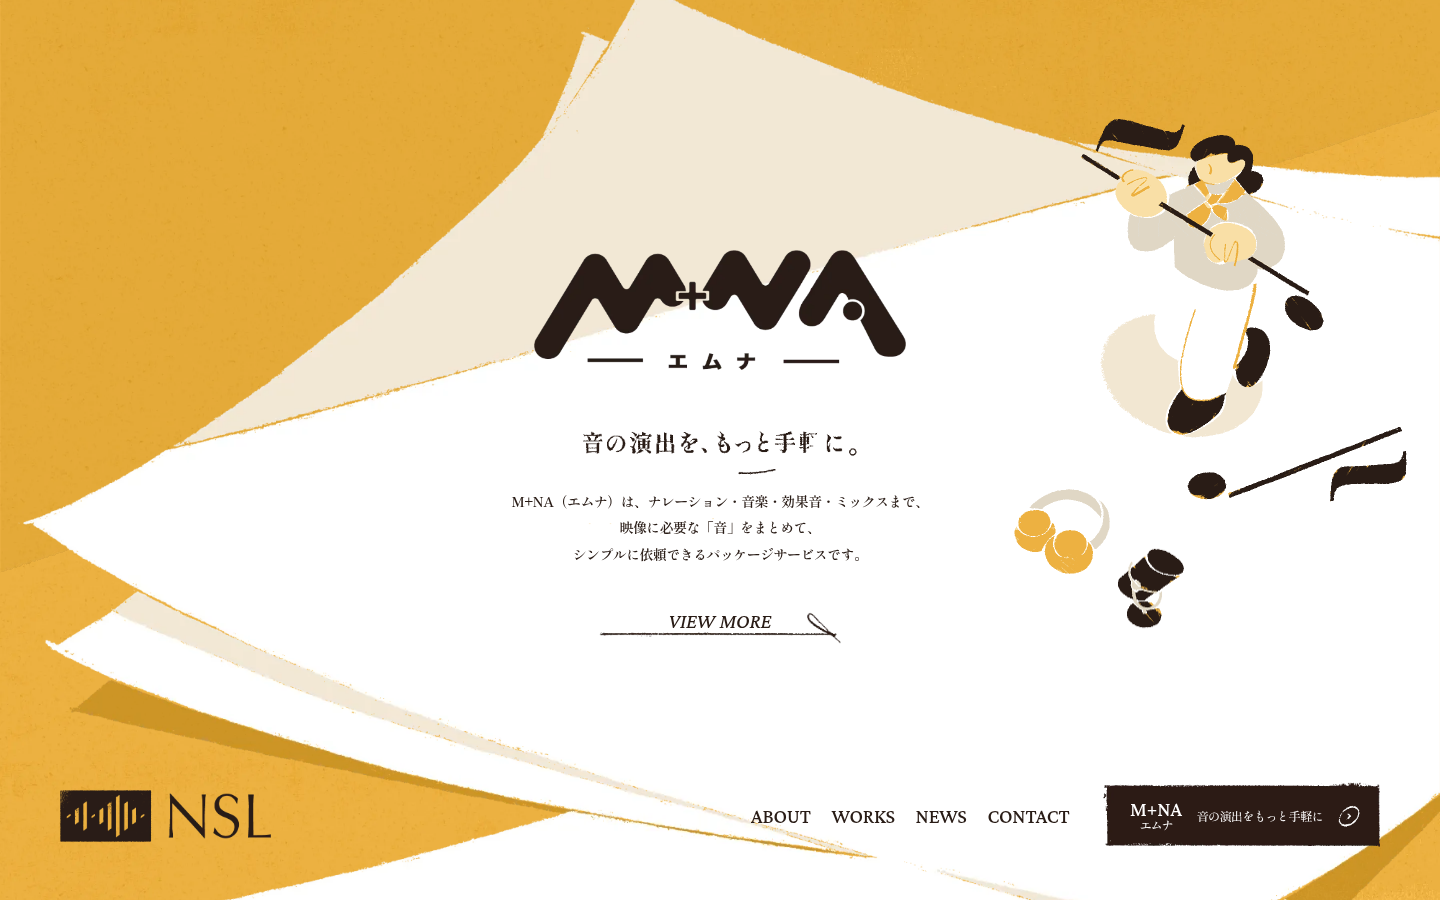 M+NA
エムナ
音の演出を、もっと手軽に。
M+NA（エムナ）は、ナレーション・音楽・効果音・ミックスまで、
映像に必要な「音」をまとめて、
シンプルに依頼できるパッケージサービスです。
VIEW MORE
NSL
ABOUT WORKS NEWS CONTACT
M+NA
エムナ
音の演出をもっと手軽に